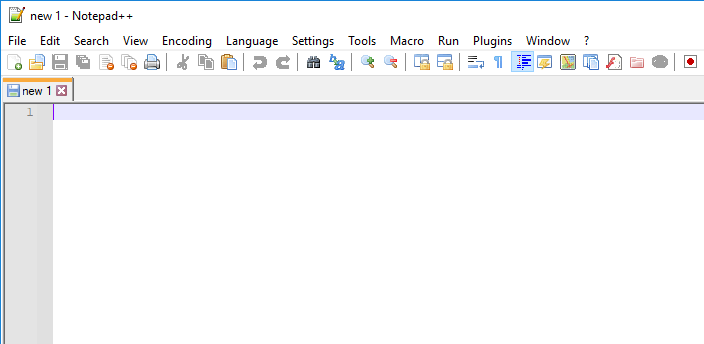 new 1 - Notepad++
File Edit Search View Encoding Language Settings Tools Macro Run Plugins Window ?
new 1
1